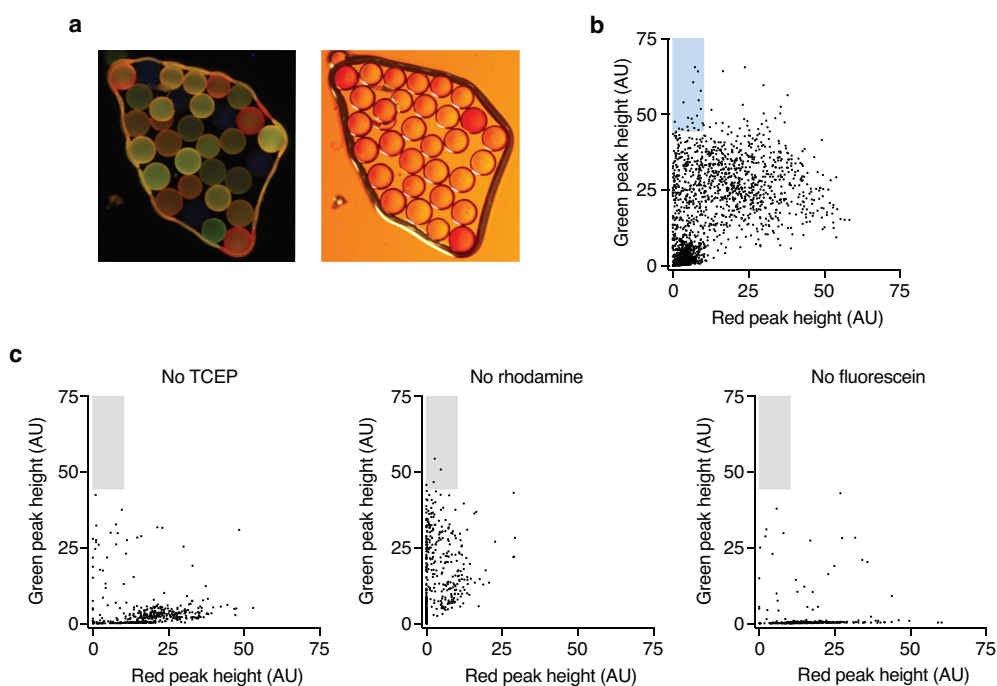 a
b
75
50
25
0
Green peak height (AU)
0 25 50 75
Red peak height (AU)
c
No TCEP
75
50
25
0
Green peak height (AU)
0 25 50 75
Red peak height (AU)
No rhodamine
75
50
25
0
Green peak height (AU)
0 25 50 75
Red peak height (AU)
No fluorescein
75
50
25
0
Green peak height (AU)
0 25 50 75
Red peak height (AU)